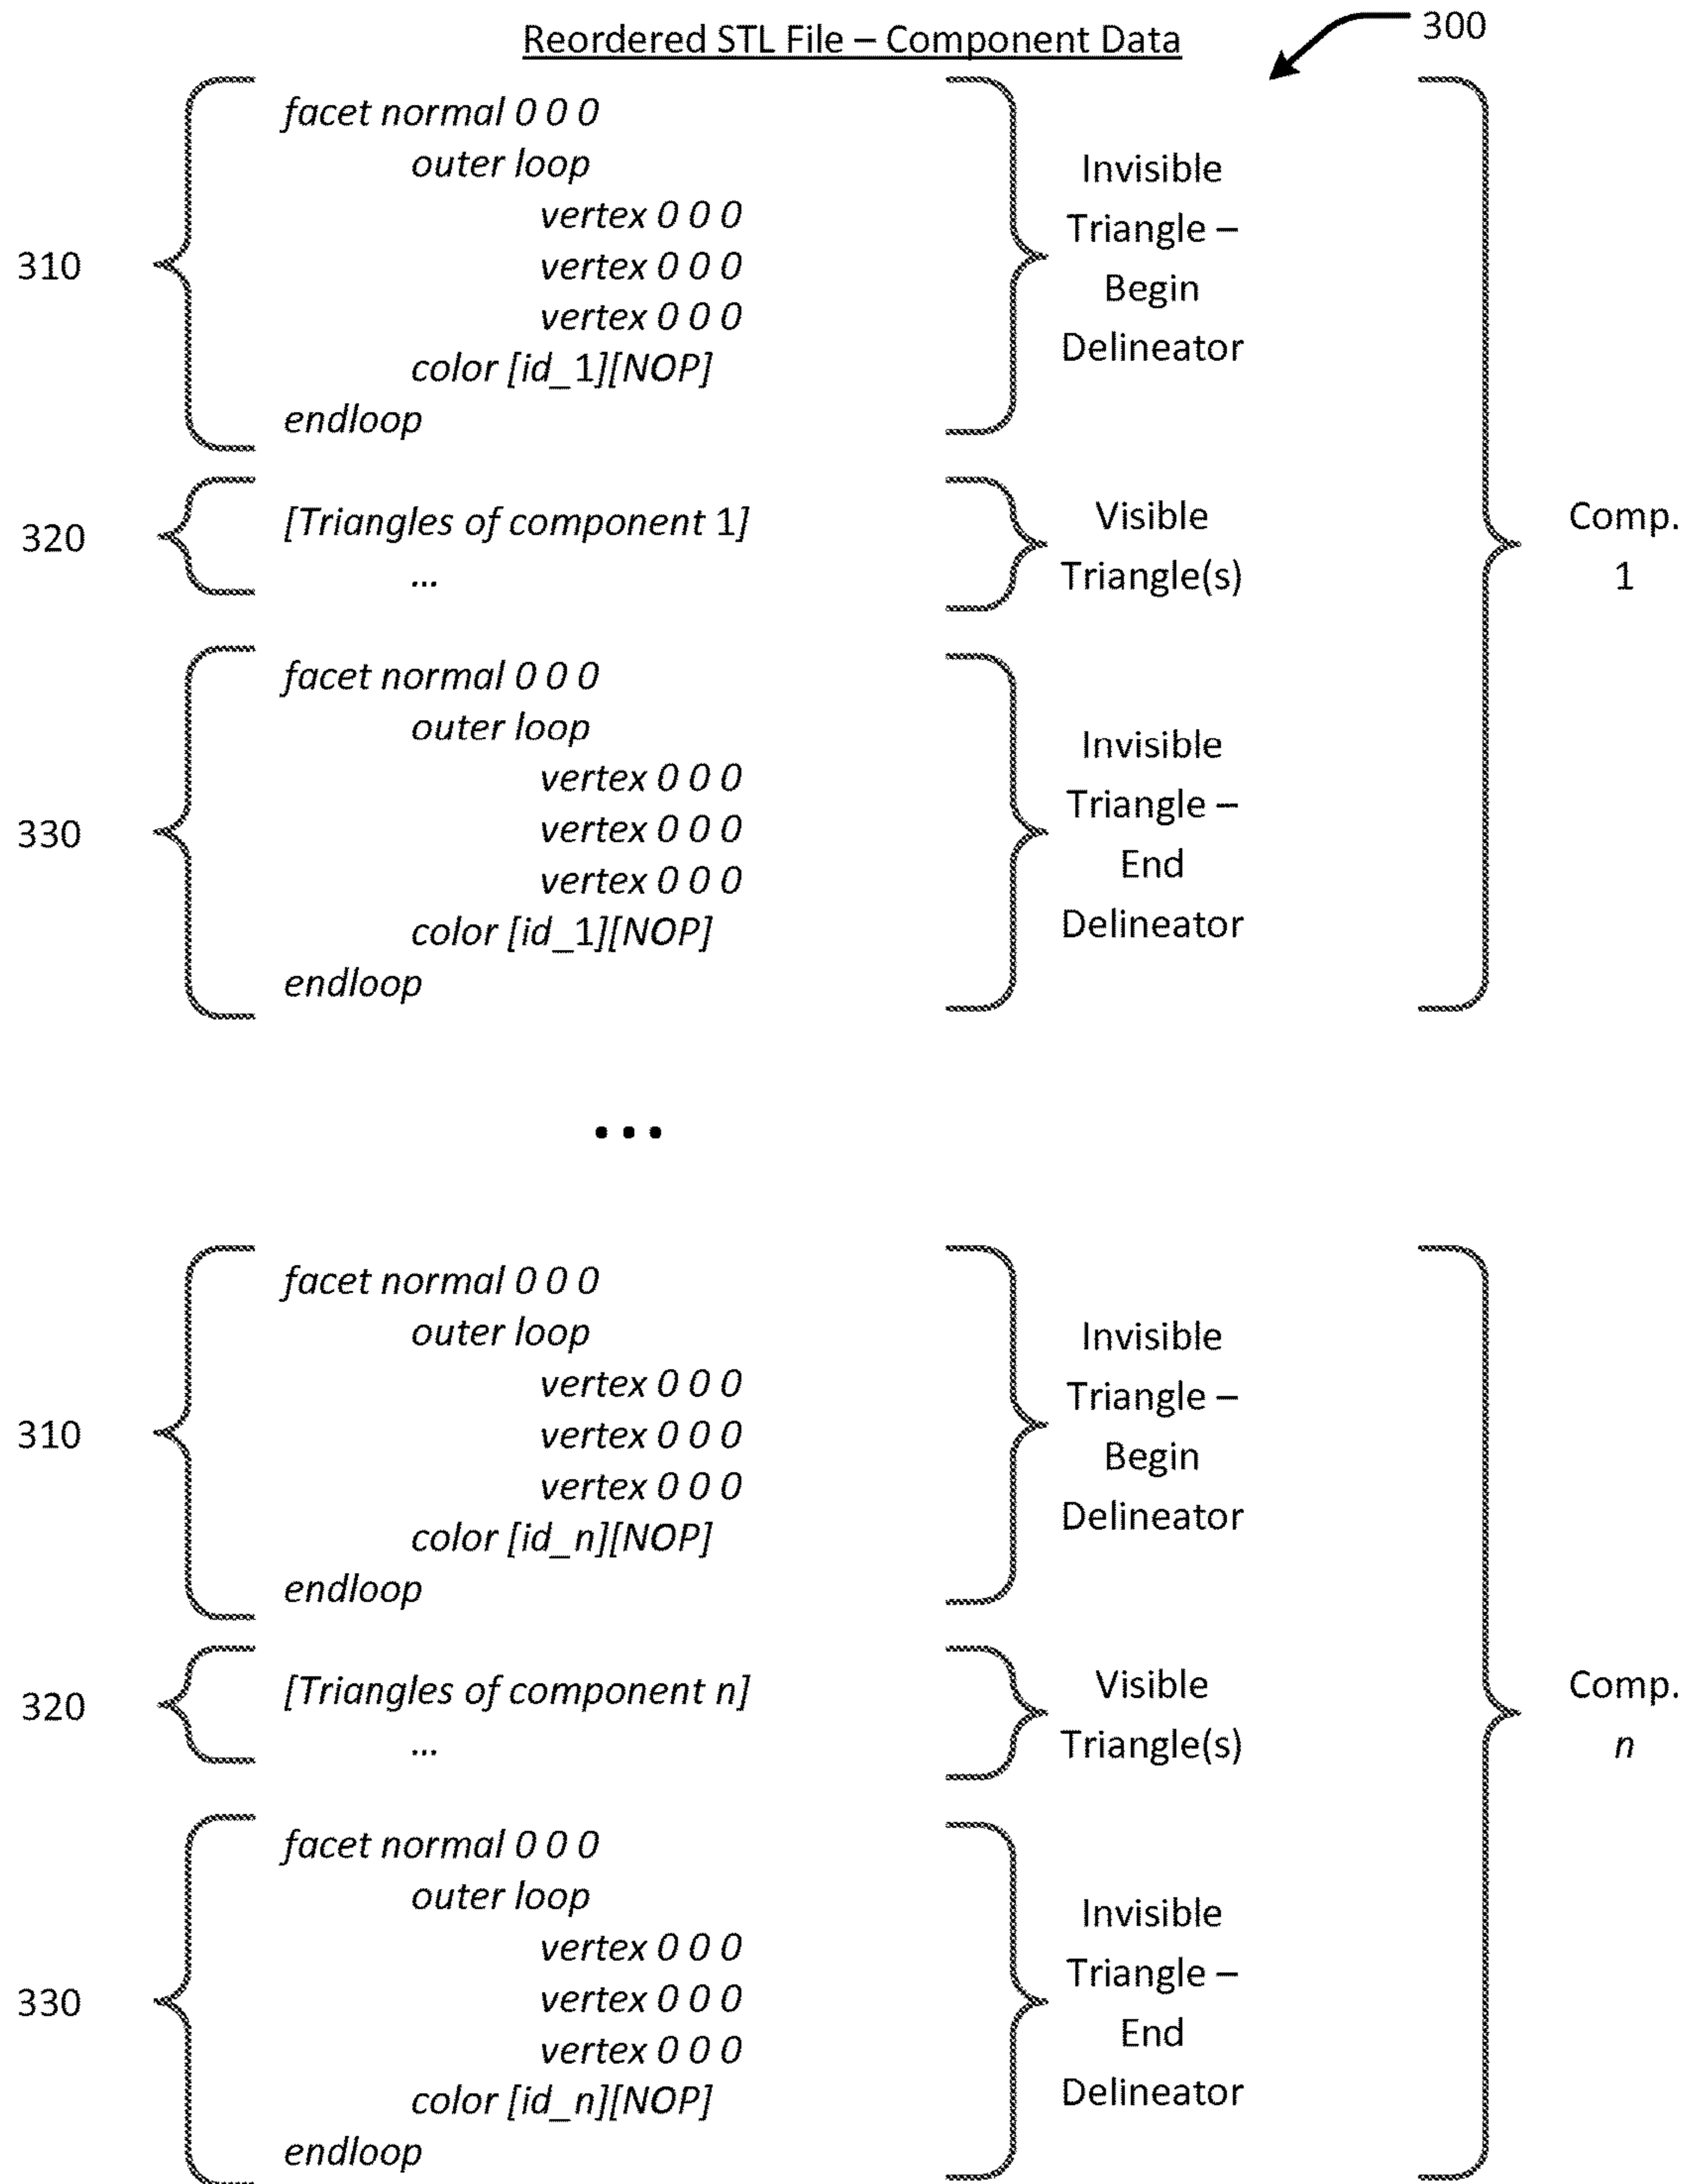 Reordered STL File – Component Data
300
facet normal 0 0 0
outer loop
vertex 0 0 0
vertex 0 0 0
vertex 0 0 0
color [id_1][NOP]
endloop
310
Invisible
Triangle –
Begin
Delineator
320
[Triangles of component 1]
...
Visible
Triangle(s)
Comp.
1
facet normal 0 0 0
outer loop
vertex 0 0 0
vertex 0 0 0
vertex 0 0 0
color [id_1][NOP]
endloop
330
Invisible
Triangle –
End
Delineator
...
facet normal 0 0 0
outer loop
vertex 0 0 0
vertex 0 0 0
vertex 0 0 0
color [id_n][NOP]
endloop
310
Invisible
Triangle –
Begin
Delineator
320
[Triangles of component n]
...
Visible
Triangle(s)
Comp.
n
facet normal 0 0 0
outer loop
vertex 0 0 0
vertex 0 0 0
vertex 0 0 0
color [id_n][NOP]
endloop
330
Invisible
Triangle –
End
Delineator